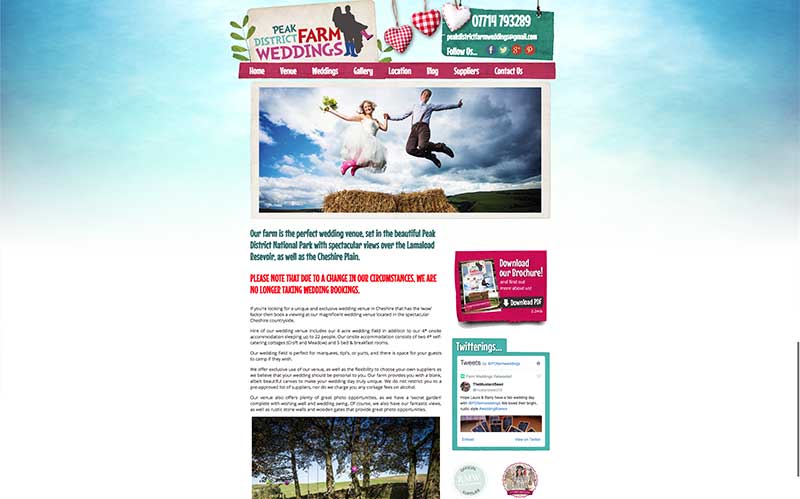 PEAK
DISTRICT FARM
WEDDINGS
07714 793289
peakdistrictfarmweddings@gmail.com
Follow Us...
Home Venue Weddings Gallery Location Blog Suppliers Contact Us
Our farm is the perfect wedding venue, set in the beautiful Peak
District National Park with spectacular views over the Lamaload
Resevoir, as well as the Cheshire Plain.
PLEASE NOTE THAT DUE TO A CHANGE IN OUR CIRCUMSTANCES, WE ARE
NO LONGER TAKING WEDDING BOOKINGS.
If you're looking for a unique and exclusive wedding venue in Cheshire that has the 'wow'
factor then book a viewing at our magnificent wedding venue located in the spectacular
Cheshire countryside.
Hire of our wedding venue includes our 4 acre wedding field in addition to our 4* onsite
accommodation sleeping up to 22 people. Our onsite accommodation consists of two 4* self-
catering cottages (Croft and Meadow) and 5 bed & breakfast rooms.
Our wedding field is perfect for marquees, tipi's, or yurts, and there is space for your guests
to camp if they wish.
We offer exclusive use of our venue, as well as the flexibility to choose your own suppliers as
we believe that your wedding should be personal to you. Our farm provides you with a blank,
albeit beautiful canvas to make your wedding day truly unique. We do not restrict you to a
pre-approved list of suppliers, nor do we charge you any corkage fees on alcohol.
Our venue also offers plenty of great photo opportunities, as we have a 'secret garden'
complete with wishing well and wedding swing. Of course, we also have our fantastic views,
as well as rustic stone walls and wooden gates that provide great photo opportunities.
Download
our Brochure!
and find out
more about us!
Download PDF
Twitterings...
Tweets by @PDfarmweddings
Farm Weddings Retweeted
TheMustardSeed
Hope Laura & Barry had a fab wedding day
with @PDfarmweddings We loved their bright,
rustic style #weddingflowers
Embed View on Twitter